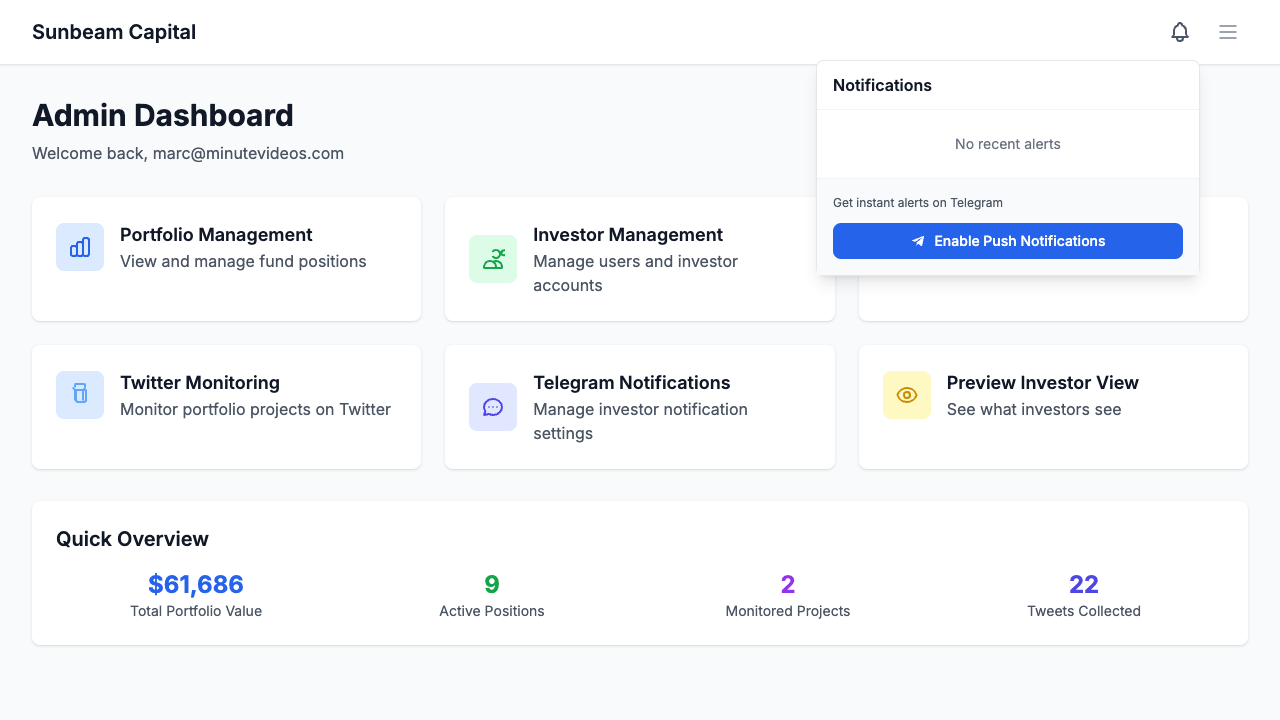 Sunbeam Capital
Notifications
No recent alerts
Get instant alerts on Telegram
Enable Push Notifications
Admin Dashboard
Welcome back, marc@minutevideos.com
Portfolio Management
View and manage fund positions
Investor Management
Manage users and investor
accounts
Twitter Monitoring
Monitor portfolio projects on Twitter
Telegram Notifications
Manage investor notification
settings
Preview Investor View
See what investors see
Quick Overview
$61,686
Total Portfolio Value
9
Active Positions
2
Monitored Projects
22
Tweets Collected